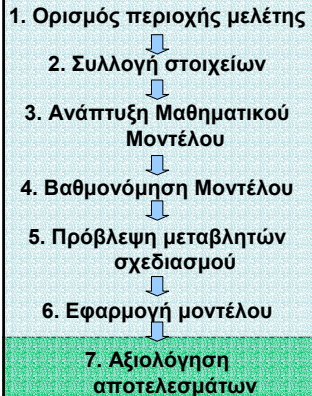 1. Ορισμός περιοχής μελέτης
2. Συλλογή στοιχείων
3. Ανάπτυξη Μαθηματικού
Μοντέλου
4. Βαθμονόμηση Μοντέλου
5. Πρόβλεψη μεταβλητών
σχεδιασμού
6. Εφαρμογή μοντέλου
7. Αξιολόγηση
αποτελεσμάτων